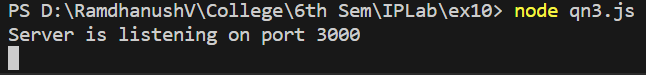 PS D:\RamdhanushV\College\6th Sem\IPLab\ex10> node qn3.js
Server is listening on port 3000